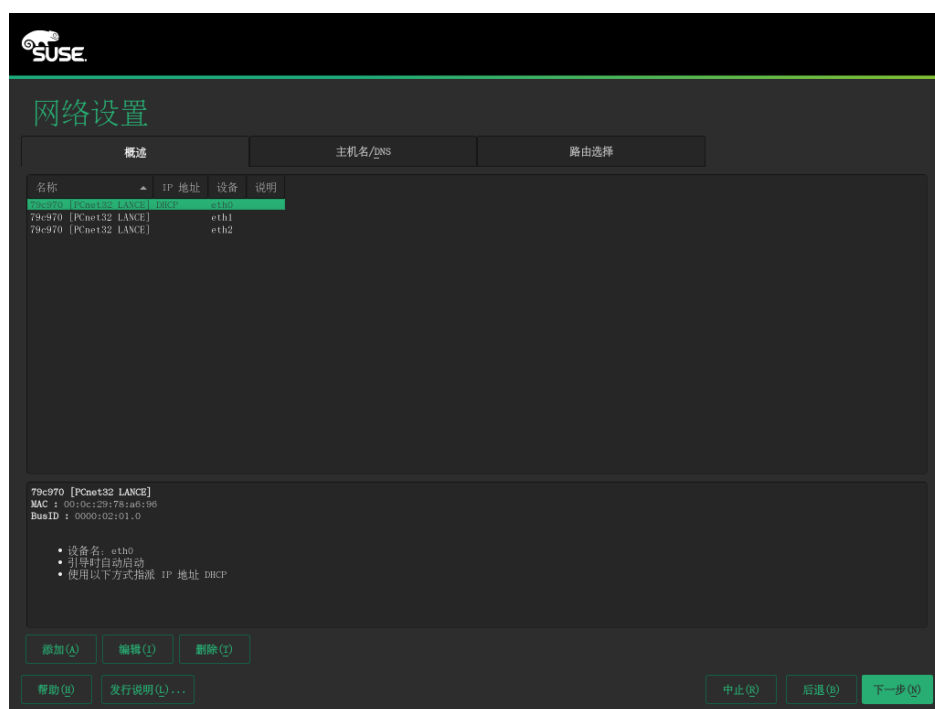 SUSE.
网络设置
概述 主机名/DNS 路由选择
名称 IP 地址 设备 说明
79c970 [PCnet32 LANCE] DHCP eth0
79c970 [PCnet32 LANCE] eth1
79c970 [PCnet32 LANCE] eth2
79c970 [PCnet32 LANCE]
MAC : 00:0c:29:78:a6:96
BusID : 0000:02:01.0
• 设备名: eth0
• 引导时自动启动
• 使用以下方式指派 IP 地址 DHCP
添加(A) 编辑(I) 删除(T)
帮助(H) 发行说明(L)... 中止(R) 后退(B) 下一步(N)